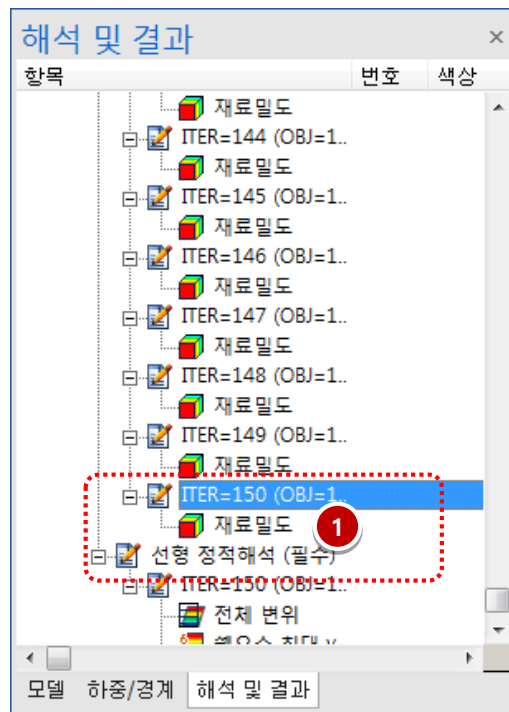 해석 및 결과
항목 번호 색상
재료밀도
ITER=144 (OBJ=1..
재료밀도
ITER=145 (OBJ=1..
재료밀도
ITER=146 (OBJ=1..
재료밀도
ITER=147 (OBJ=1..
재료밀도
ITER=148 (OBJ=1..
재료밀도
ITER=149 (OBJ=1..
재료밀도
ITER=150 (OBJ=1..
재료밀도 1
선형 정적해석 (필수)
ITER=150 (OBJ=1..
전체 변위
모델 하중/경계 해석 및 결과